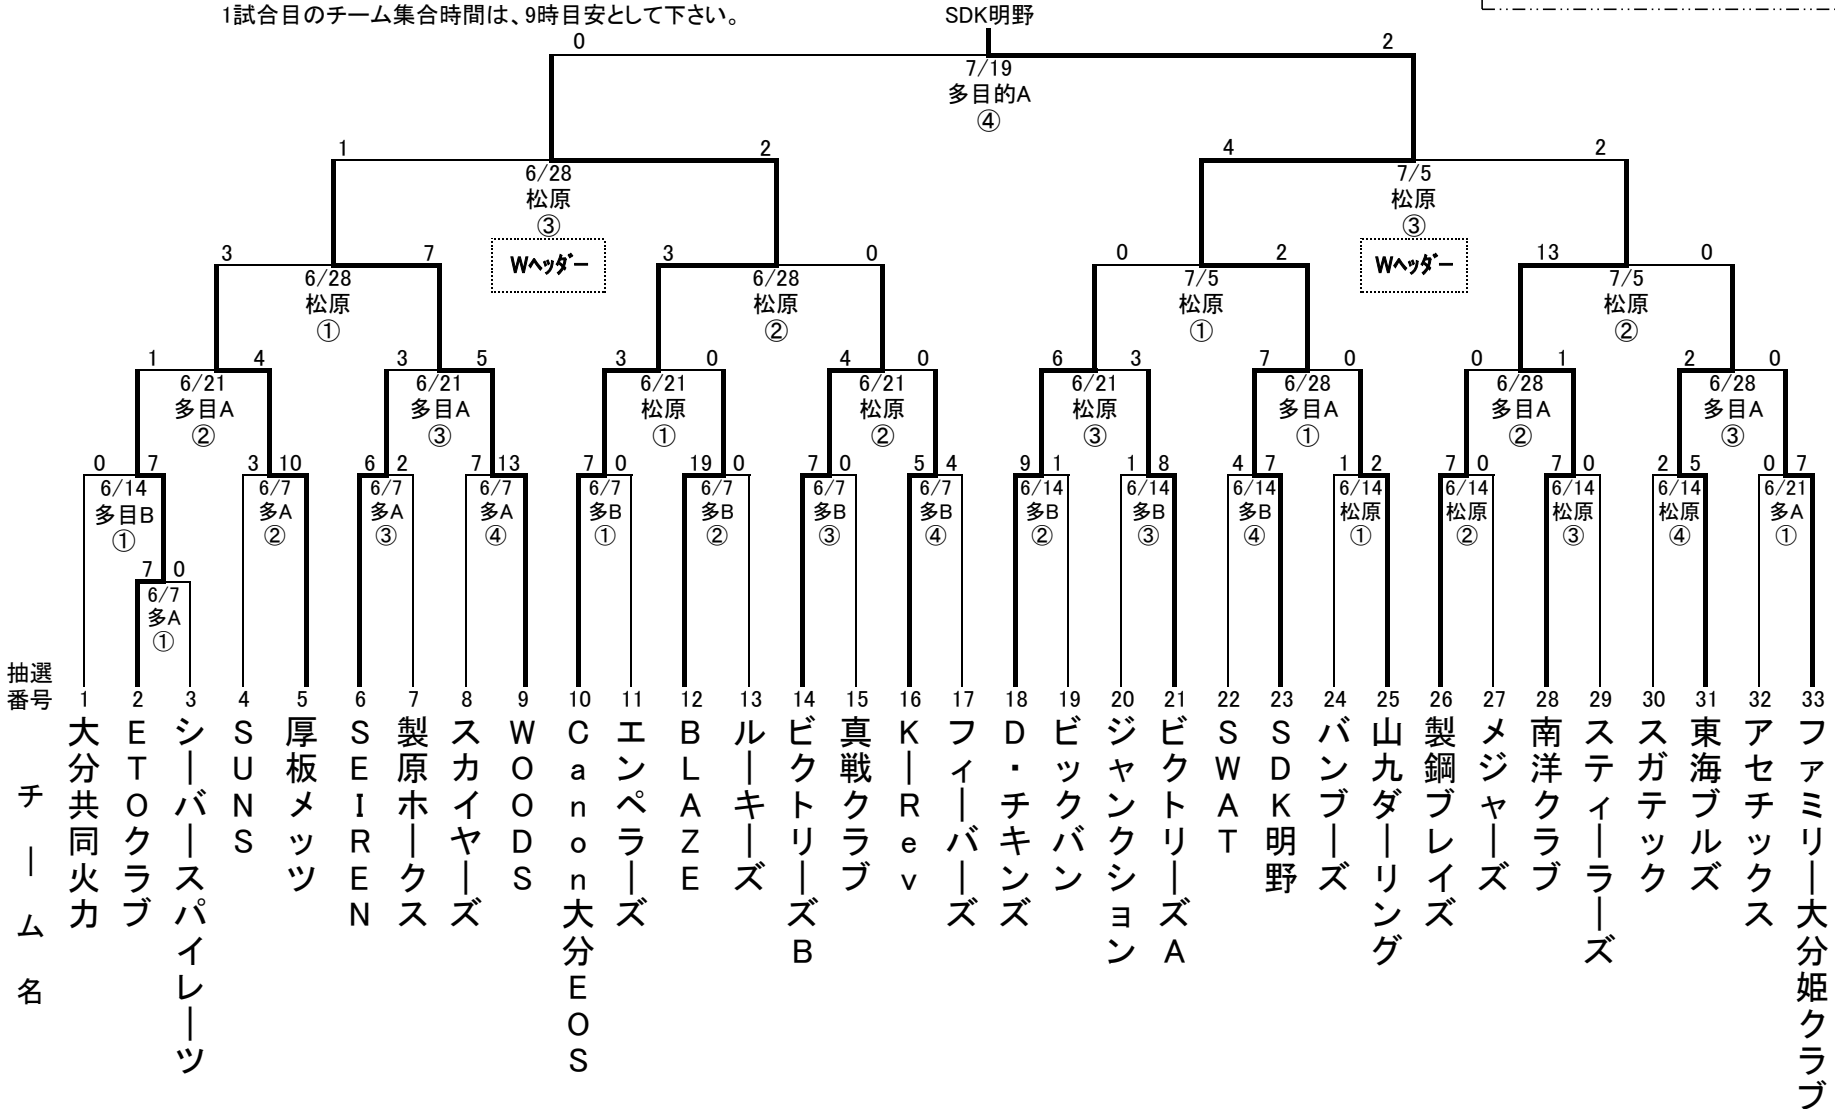 1試合目のチーム集合時間は、9時目安として下さい。
SDK明野
0 2
7/19
多目的A
④
1 2 4 2
6/28 7/5
松原 松原
③ ③
3 7 3 0 0 2 13 0
Wヘッダー Wヘッダー
6/28 6/28 7/5 7/5
松原 松原 松原 松原
① ② ① ②
1 4 3 5 3 0 4 0 6 3 7 0 0 1 2 0
6/21 6/21 6/21 6/21 6/21 6/28 6/28 6/28
多目A 多目A 松原 松原 松原 多目A 多目A 多目A
② ③ ① ② ③ ① ② ③
0 7 3 10 6 2 7 13 7 0 19 0 7 0 5 4 9 1 1 8 4 7 1 2 7 0 7 0 2 5 0 7
6/14 6/7 6/7 6/7 6/7 6/7 6/7 6/7 6/14 6/14 6/14 6/14 6/14 6/14 6/14 6/21
多目B 多A 多A 多A 多B 多B 多B 多B 多B 多B 多B 松原 松原 松原 松原 多A
① ② ③ ④ ① ② ③ ④ ② ③ ④ ① ② ③ ④ ①
7 0
6/7
多A
①
抽選
番号 1 2 3 4 5 6 7 8 9 10 11 12 13 14 15 16 17 18 19 20 21 22 23 24 25 26 27 28 29 30 31 32 33
チーム名
大分共同火力
ETOクラブ
シーバースパイレーツ
SUNS
厚板メッツ
SEIREN
製原ホークス
スカイヤーズ
WOODS
Canon大分EOS
エンペラーズ
BLAZE
ルーキーズ
ビクトリーズB
真戦クラブ
K－Rev
フィーバーズ
D・チキンズ
ビックバン
ジャンクション
ビクトリーズA
SWAT
SDK明野
バンブーズ
山九ダーリング
製鋼ブレイズ
メジャーズ
南洋クラブ
スティーラーズ
スガテック
東海ブルズ
アセチックス
ファミリー大分姫クラブ